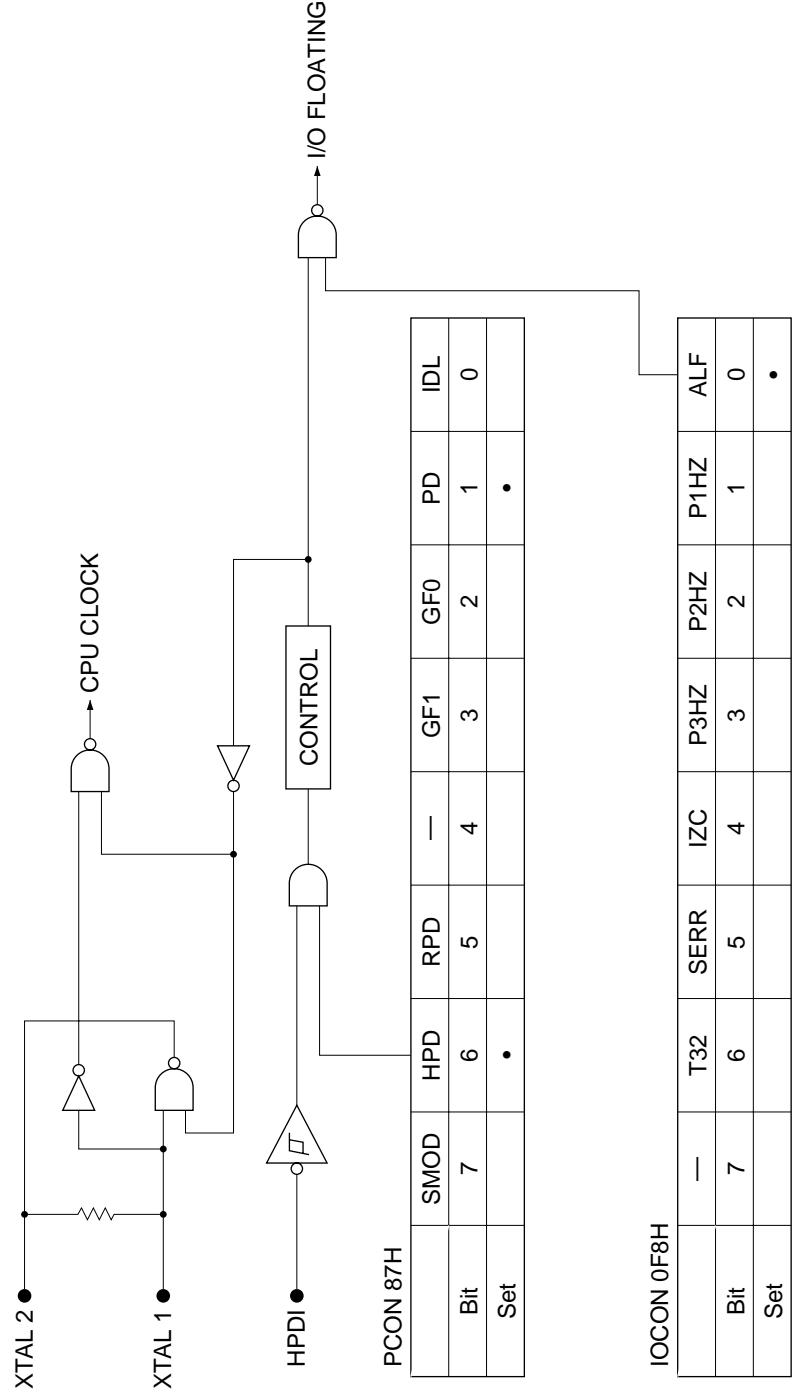 XTAL 2
XTAL 1
CPU CLOCK
HPDI
CONTROL
I/O FLOATING
PCON 87H
SMOD HPD RPD — GF1 GF0 PD IDL
Bit 7 6 5 4 3 2 1 0
Set • •
IOCON 0F8H
— T32 SERR IZC P3HZ P2HZ P1HZ ALF
Bit 7 6 5 4 3 2 1 0
Set •